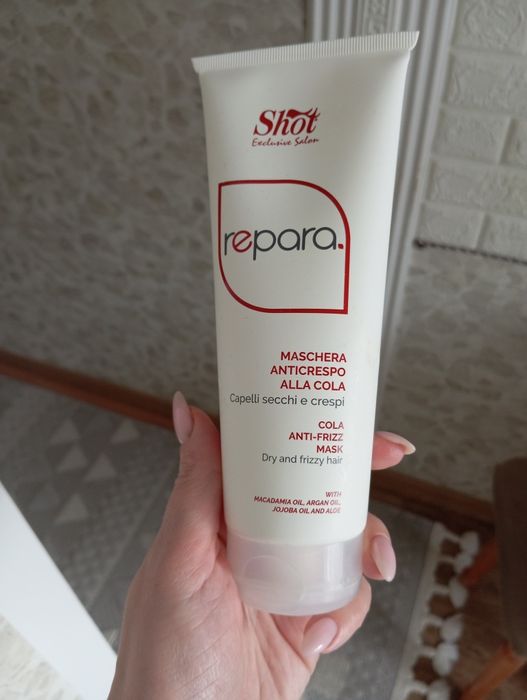 Shot
Exclusive Salon
repara.
MASCHERA
ANTICRESPO
ALLA COLA
Capelli secchi e crespi
COLA
ANTI-FRIZZ
MASK
Dry and frizzy hair
WITH
MACADAMIA OIL, ARGAN OIL,
JOJOBA OIL AND ALOE